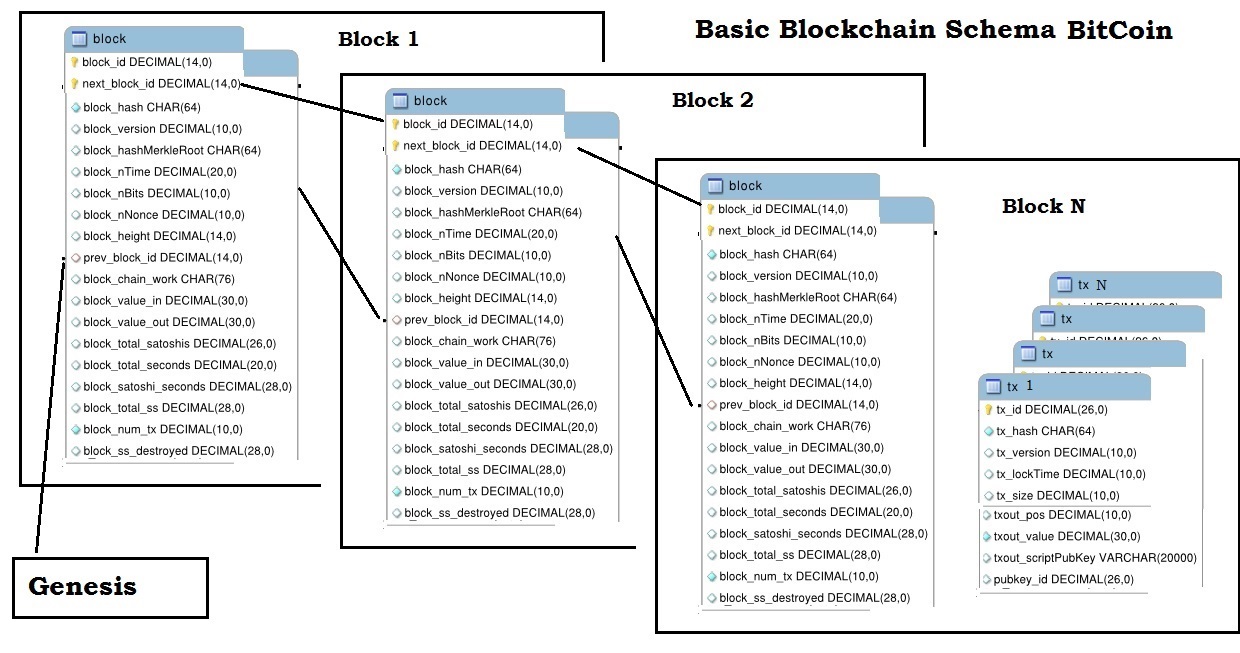 Basic Blockchain Schema BitCoin
Block 1
block
block_id DECIMAL(14,0)
next_block_id DECIMAL(14,0)
block_hash CHAR(64)
block_version DECIMAL(10,0)
block_hashMerkleRoot CHAR(64)
block_nTime DECIMAL(20,0)
block_nBits DECIMAL(10,0)
block_nNonce DECIMAL(10,0)
block_height DECIMAL(14,0)
prev_block_id DECIMAL(14,0)
block_chain_work CHAR(76)
block_value_in DECIMAL(30,0)
block_value_out DECIMAL(30,0)
block_total_satoshis DECIMAL(26,0)
block_total_seconds DECIMAL(20,0)
block_satoshi_seconds DECIMAL(28,0)
block_total_ss DECIMAL(28,0)
block_num_tx DECIMAL(10,0)
block_ss_destroyed DECIMAL(28,0)
Genesis
Block 2
block
block_id DECIMAL(14,0)
next_block_id DECIMAL(14,0)
block_hash CHAR(64)
block_version DECIMAL(10,0)
block_hashMerkleRoot CHAR(64)
block_nTime DECIMAL(20,0)
block_nBits DECIMAL(10,0)
block_nNonce DECIMAL(10,0)
block_height DECIMAL(14,0)
prev_block_id DECIMAL(14,0)
block_chain_work CHAR(76)
block_value_in DECIMAL(30,0)
block_value_out DECIMAL(30,0)
block_total_satoshis DECIMAL(26,0)
block_total_seconds DECIMAL(20,0)
block_satoshi_seconds DECIMAL(28,0)
block_total_ss DECIMAL(28,0)
block_num_tx DECIMAL(10,0)
block_ss_destroyed DECIMAL(28,0)
Block N
block
block_id DECIMAL(14,0)
next_block_id DECIMAL(14,0)
block_hash CHAR(64)
block_version DECIMAL(10,0)
block_hashMerkleRoot CHAR(64)
block_nTime DECIMAL(20,0)
block_nBits DECIMAL(10,0)
block_nNonce DECIMAL(10,0)
block_height DECIMAL(14,0)
prev_block_id DECIMAL(14,0)
block_chain_work CHAR(76)
block_value_in DECIMAL(30,0)
block_value_out DECIMAL(30,0)
block_total_satoshis DECIMAL(26,0)
block_total_seconds DECIMAL(20,0)
block_satoshi_seconds DECIMAL(28,0)
block_total_ss DECIMAL(28,0)
block_num_tx DECIMAL(10,0)
block_ss_destroyed DECIMAL(28,0)
tx N
tx
tx
tx 1
tx_id DECIMAL(26,0)
tx_hash CHAR(64)
tx_version DECIMAL(10,0)
tx_lockTime DECIMAL(10,0)
tx_size DECIMAL(10,0)
txout_pos DECIMAL(10,0)
txout_value DECIMAL(30,0)
txout_scriptPubKey VARCHAR(20000)
pubkey_id DECIMAL(26,0)